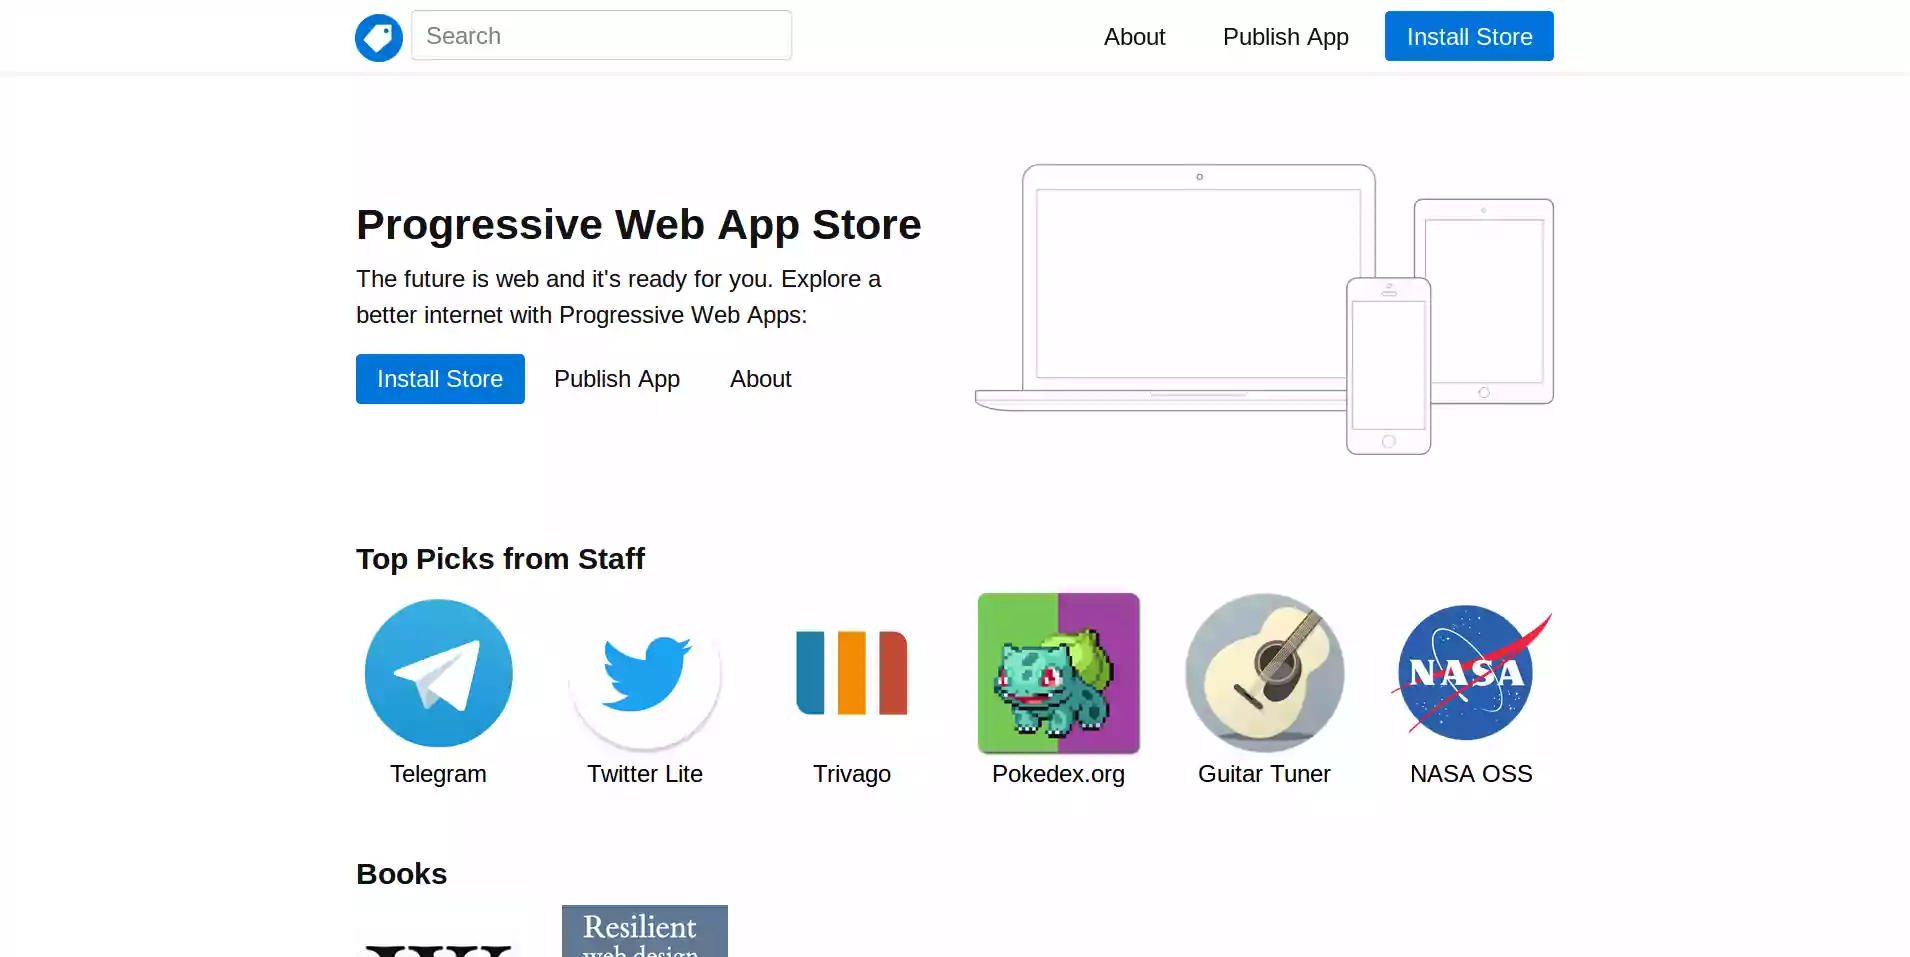 Search
About
Publish App
Install Store
Progressive Web App Store
The future is web and it's ready for you. Explore a
better internet with Progressive Web Apps:
Install Store
Publish App
About
Top Picks from Staff
NASA
Telegram
Twitter Lite
Trivago
Pokedex.org
Guitar Tuner
NASA OSS
Books
W
Resilient
web design